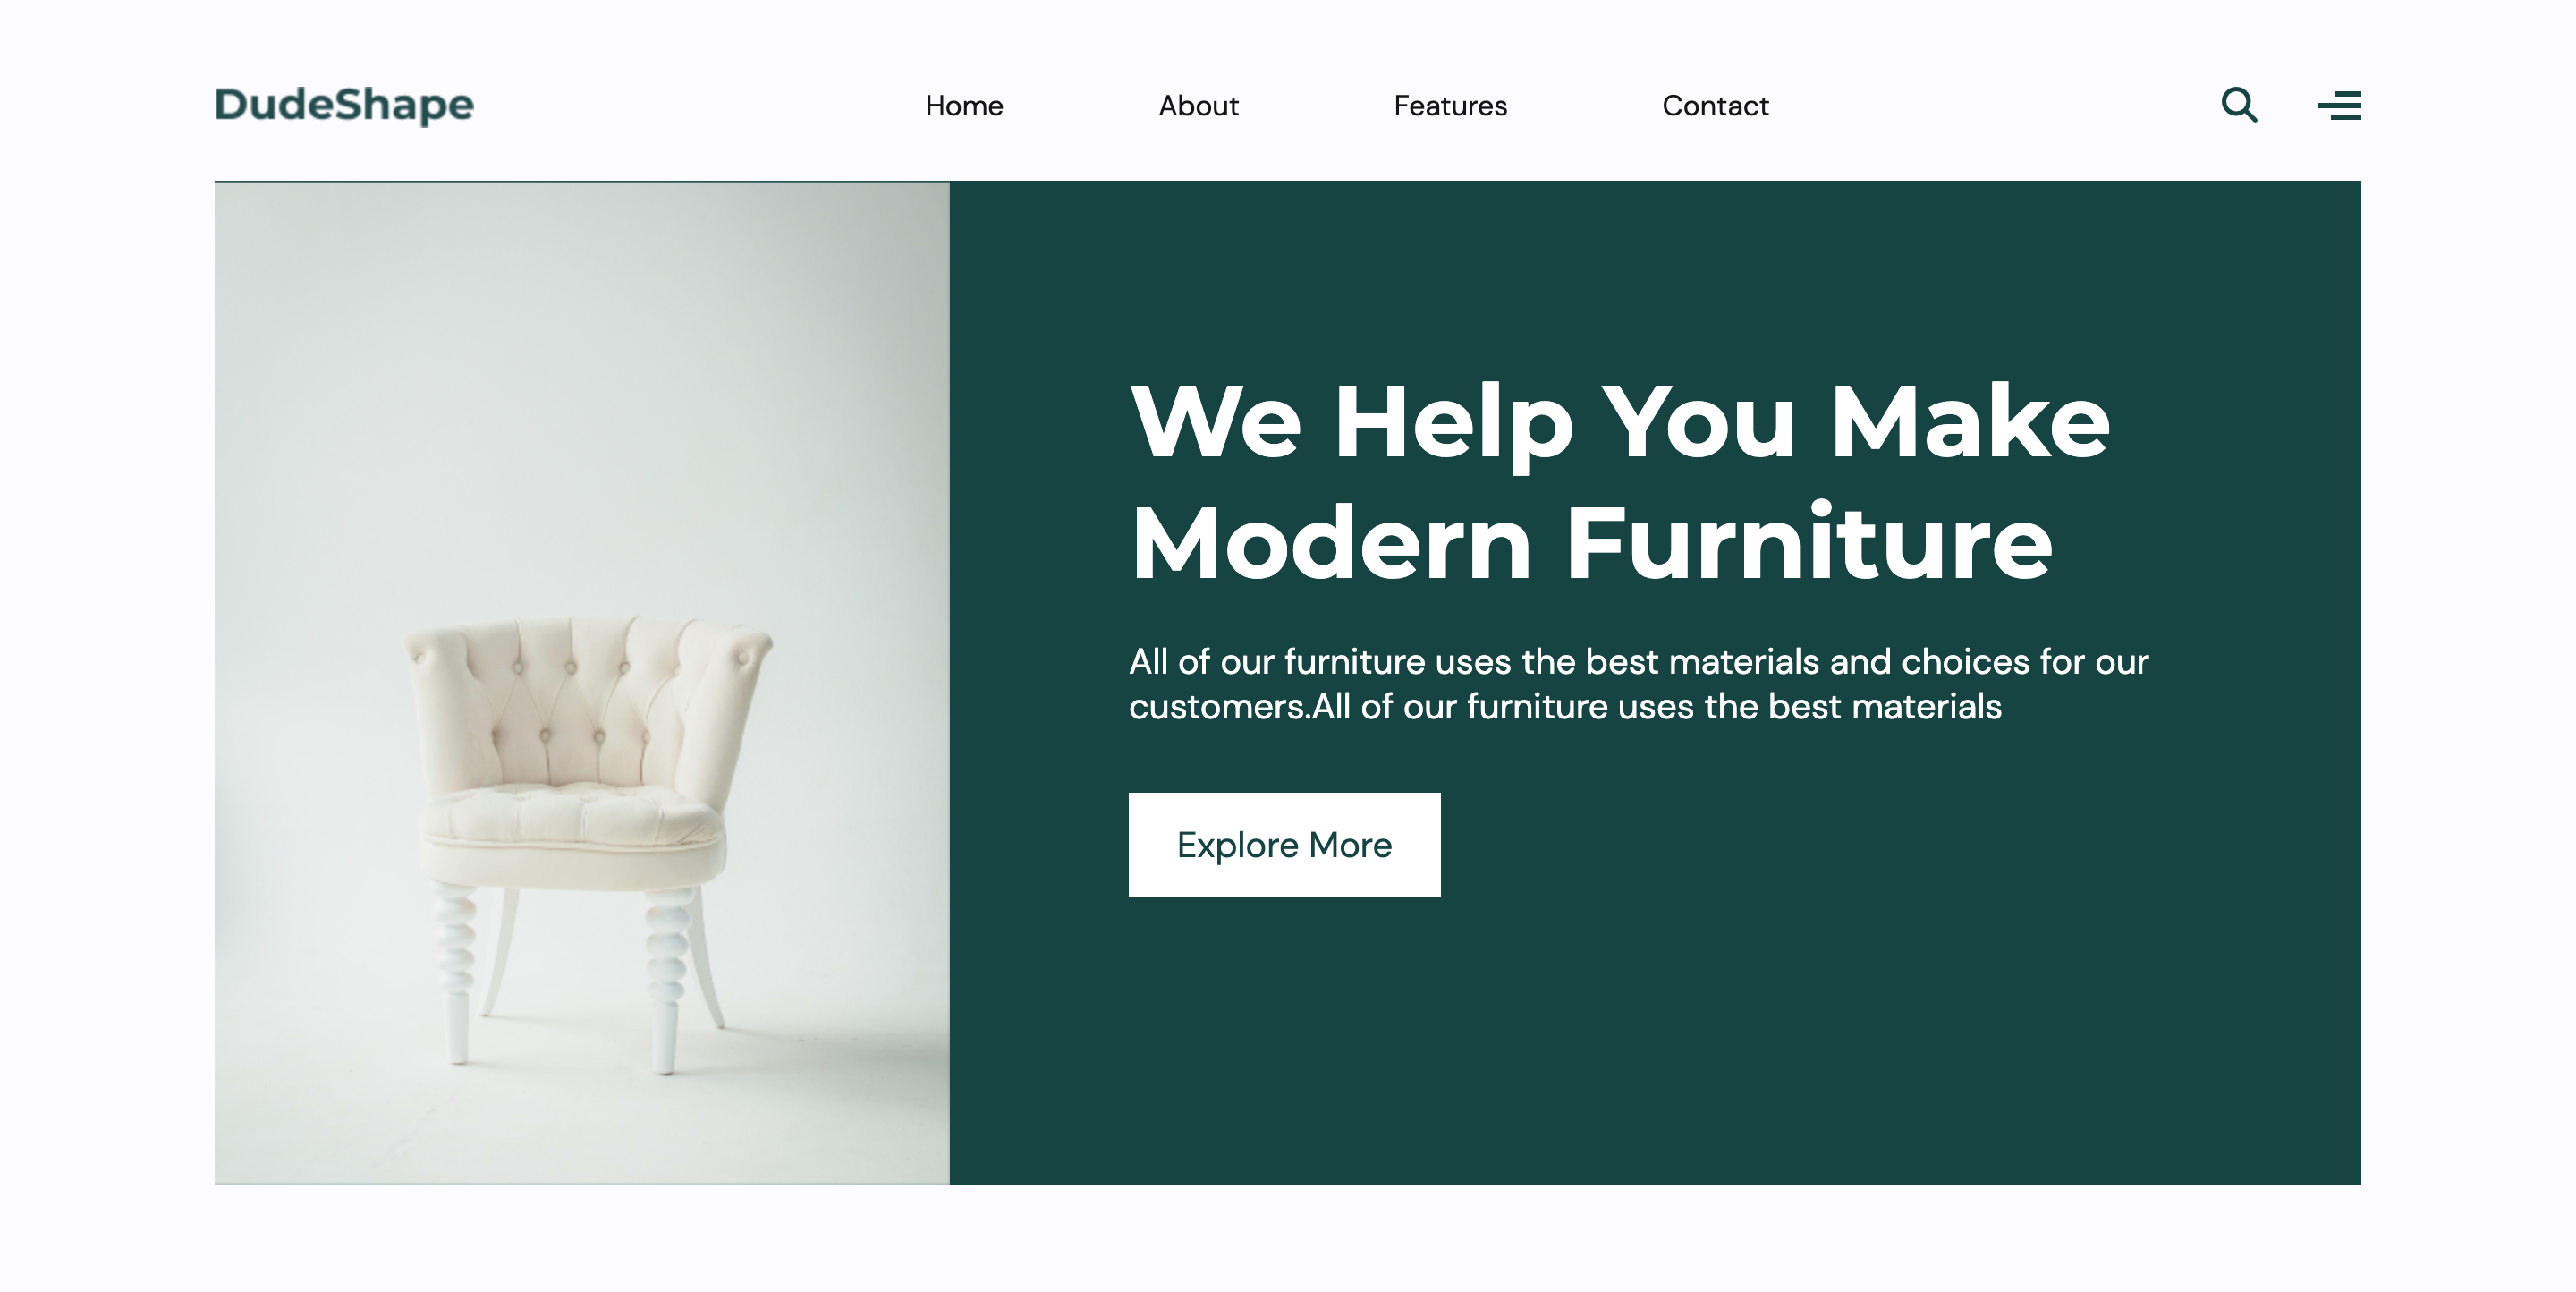 DudeShape
Home
About
Features
Contact
We Help You Make
Modern Furniture
All of our furniture uses the best materials and choices for our
customers.All of our furniture uses the best materials
Explore More